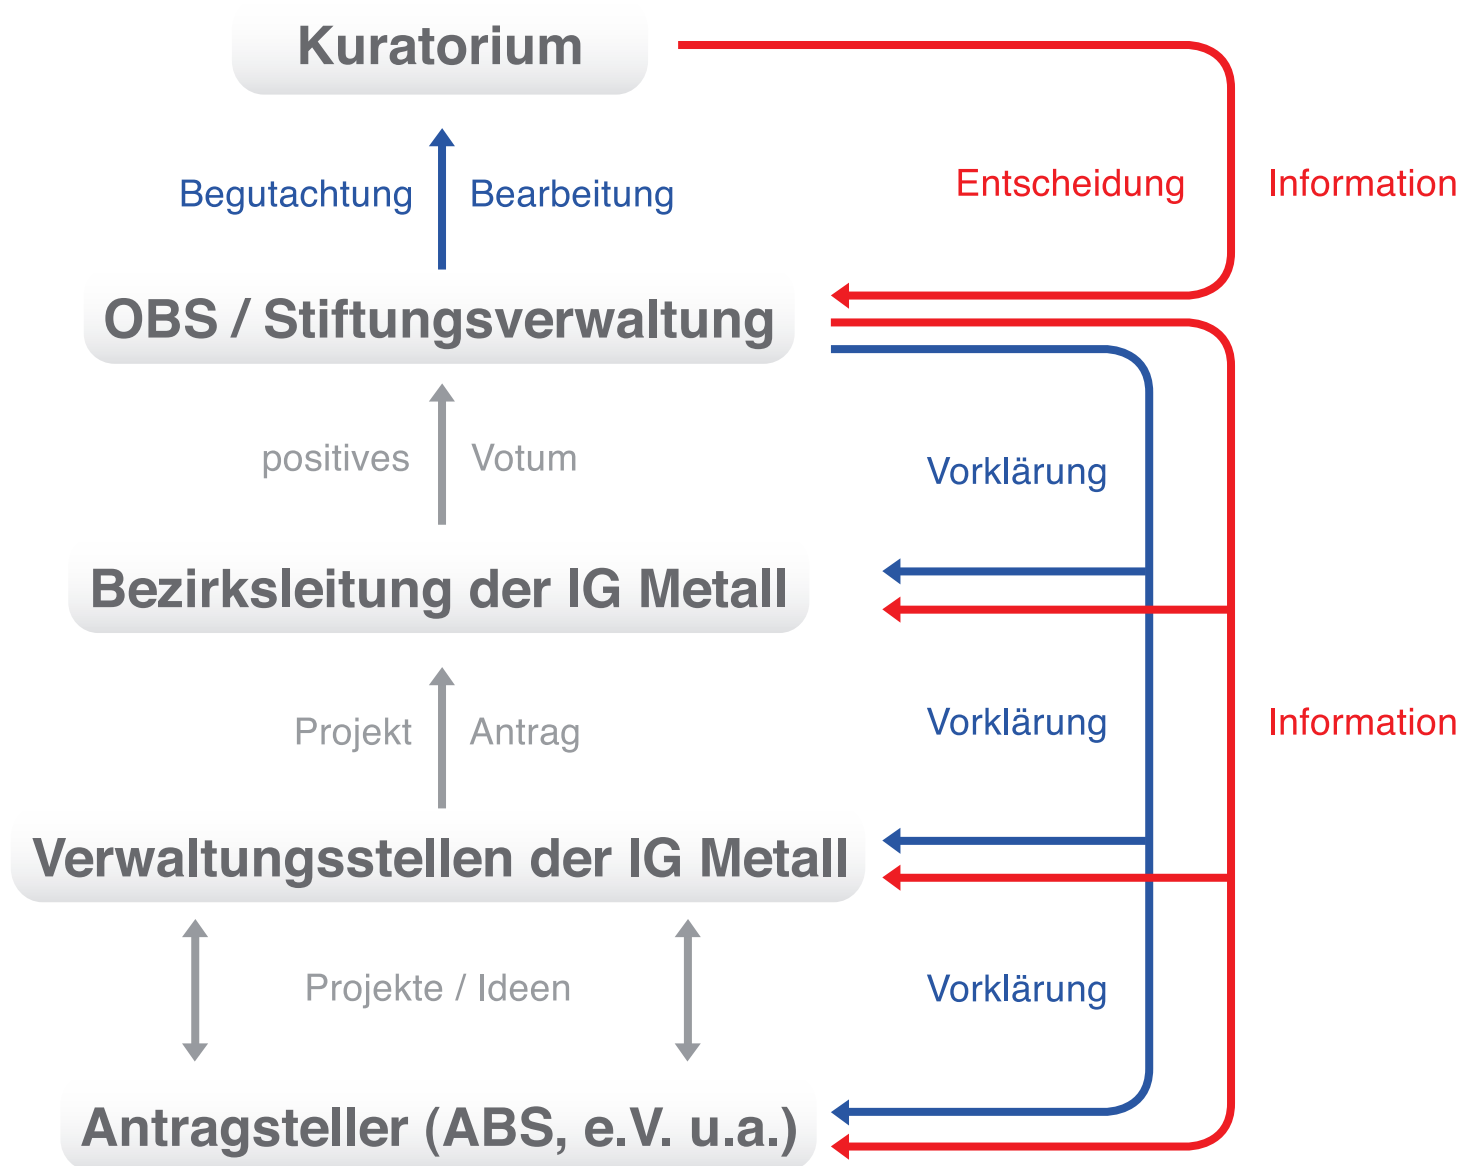 Kuratorium
Begutachtung Bearbeitung Entscheidung Information
OBS / Stiftungsverwaltung
positives Votum Vorklärung
Bezirksleitung der IG Metall
Projekt Antrag Vorklärung Information
Verwaltungsstellen der IG Metall
Projekte / Ideen Vorklärung
Antragsteller (ABS, e.V. u.a.)